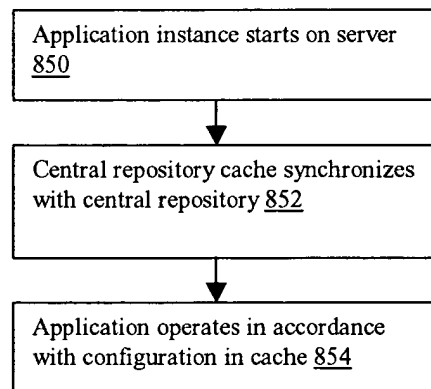 Application instance starts on server
850
Central repository cache synchronizes
with central repository 852
Application operates in accordance
with configuration in cache 854